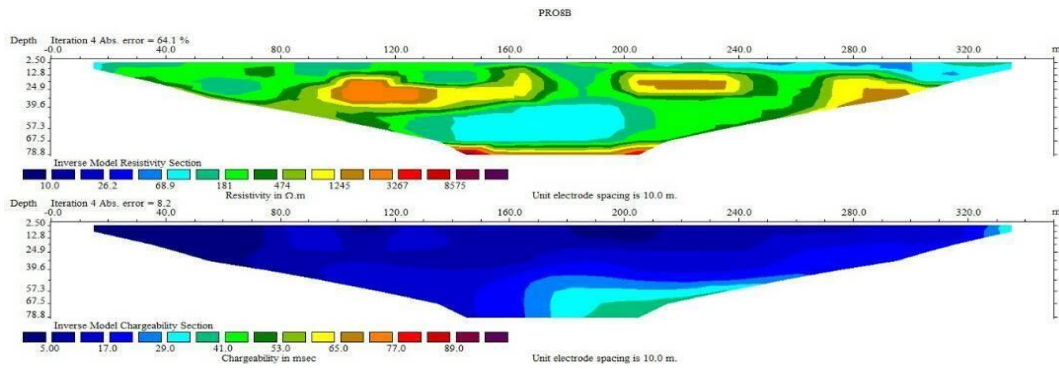 PRO8B
Depth Iteration 4 Abs. error = 64.1 %
-0.0 40.0 80.0 120.0 160.0 200.0 240.0 280.0 320.0 m
2.50
12.8
24.9
39.6
57.3
67.5
78.8
Inverse Model Resistivity Section
10.0 26.2 68.9 181 474 1245 3267 8575
Resistivity in Ω.m Unit electrode spacing is 10.0 m.
Depth Iteration 4 Abs. error = 8.2
-0.0 40.0 80.0 120.0 160.0 200.0 240.0 280.0 320.0 m
2.50
12.8
24.9
39.6
57.3
67.5
78.8
Inverse Model Chargeability Section
5.00 17.0 29.0 41.0 53.0 65.0 77.0 89.0
Chargeability in msec Unit electrode spacing is 10.0 m.